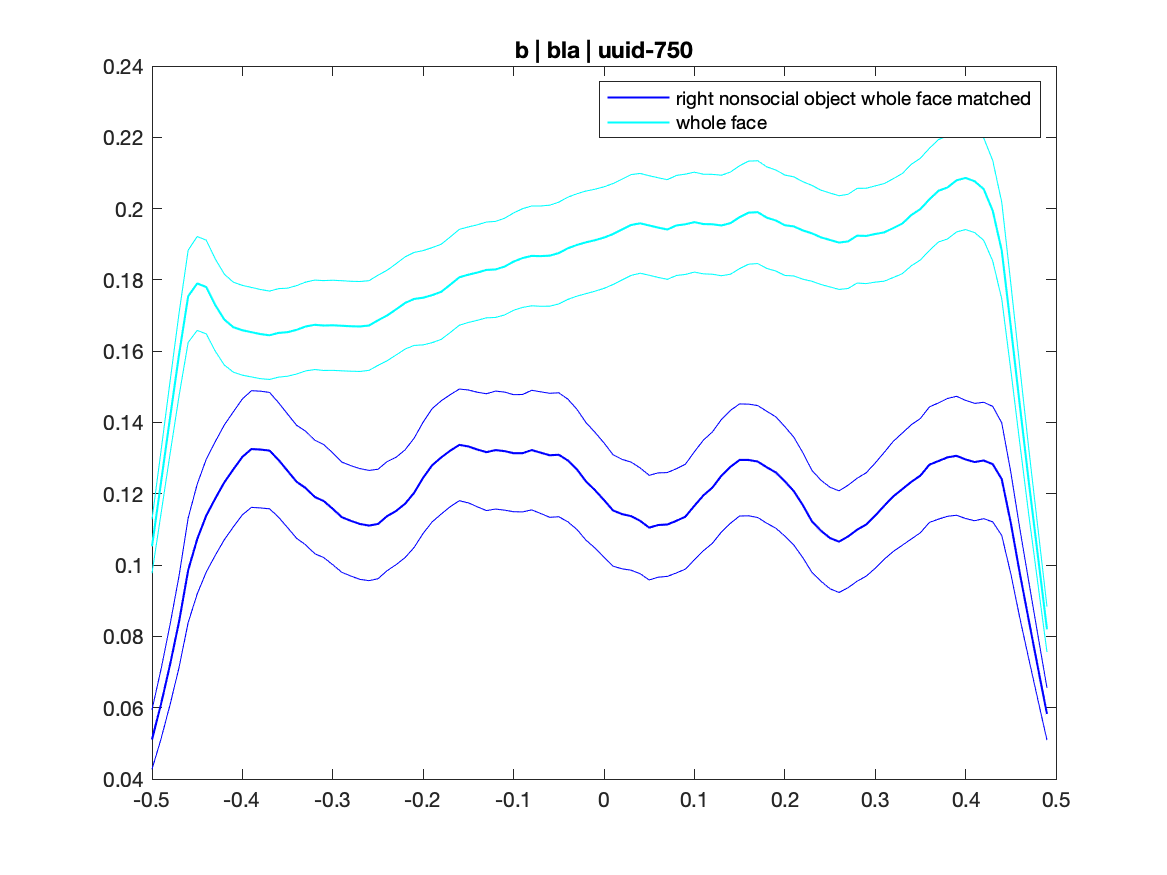 b | bla | uuid-750
right nonsocial object whole face matched
whole face
0.24
0.22
0.2
0.18
0.16
0.14
0.12
0.1
0.08
0.06
0.04
-0.5 -0.4 -0.3 -0.2 -0.1 0 0.1 0.2 0.3 0.4 0.5